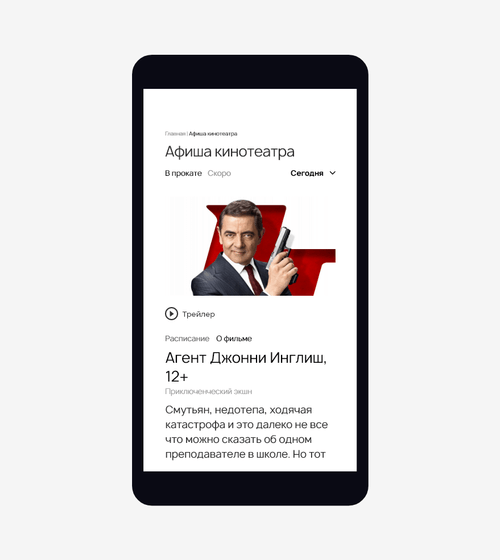 Главная | Афиша кинотеатра
Афиша кинотеатра
В прокате Скоро Сегодня
Трейлер
Расписание О фильме
Агент Джонни Инглиш,
12+
Приключенческий экшн
Смутьян, недотепа, ходячая
катастрофа и это далеко не все
что можно сказать об одном
преподавателе в школе. Но тот